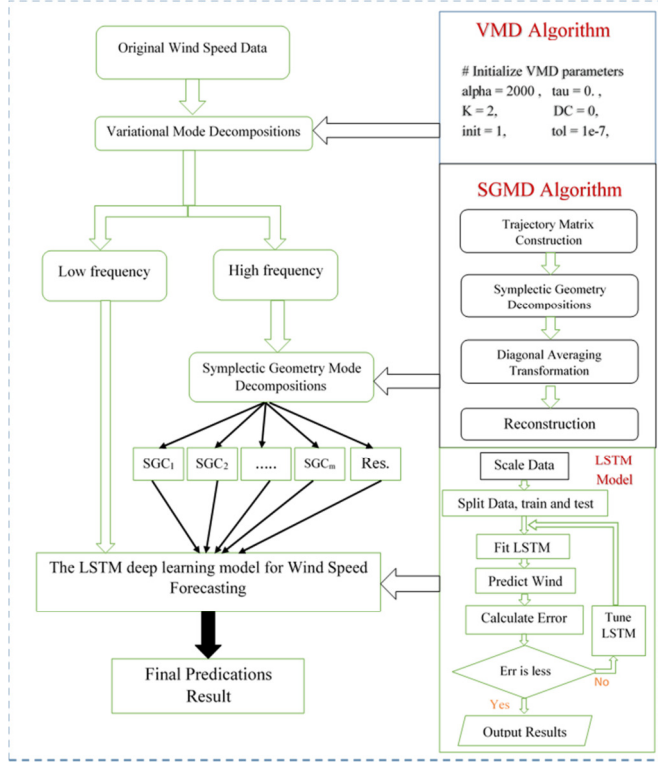 Original Wind Speed Data
Variational Mode Decompositions
Low frequency
High frequency
Symplectic Geometry Mode
Decompositions
SGC1
SGC2
.....
SGCm
Res.
The LSTM deep learning model for Wind Speed
Forecasting
Final Predications
Result
VMD Algorithm
# Initialize VMD parameters
alpha = 2000 , tau = 0. ,
K = 2, DC = 0,
init = 1, tol = 1e-7,
SGMD Algorithm
Trajectory Matrix
Construction
Symplectic Geometry
Decompositions
Diagonal Averaging
Transformation
Reconstruction
LSTM
Model
Scale Data
Split Data, train and test
Fit LSTM
Predict Wind
Calculate Error
Tune
LSTM
Err is less
No
Yes
Output Results